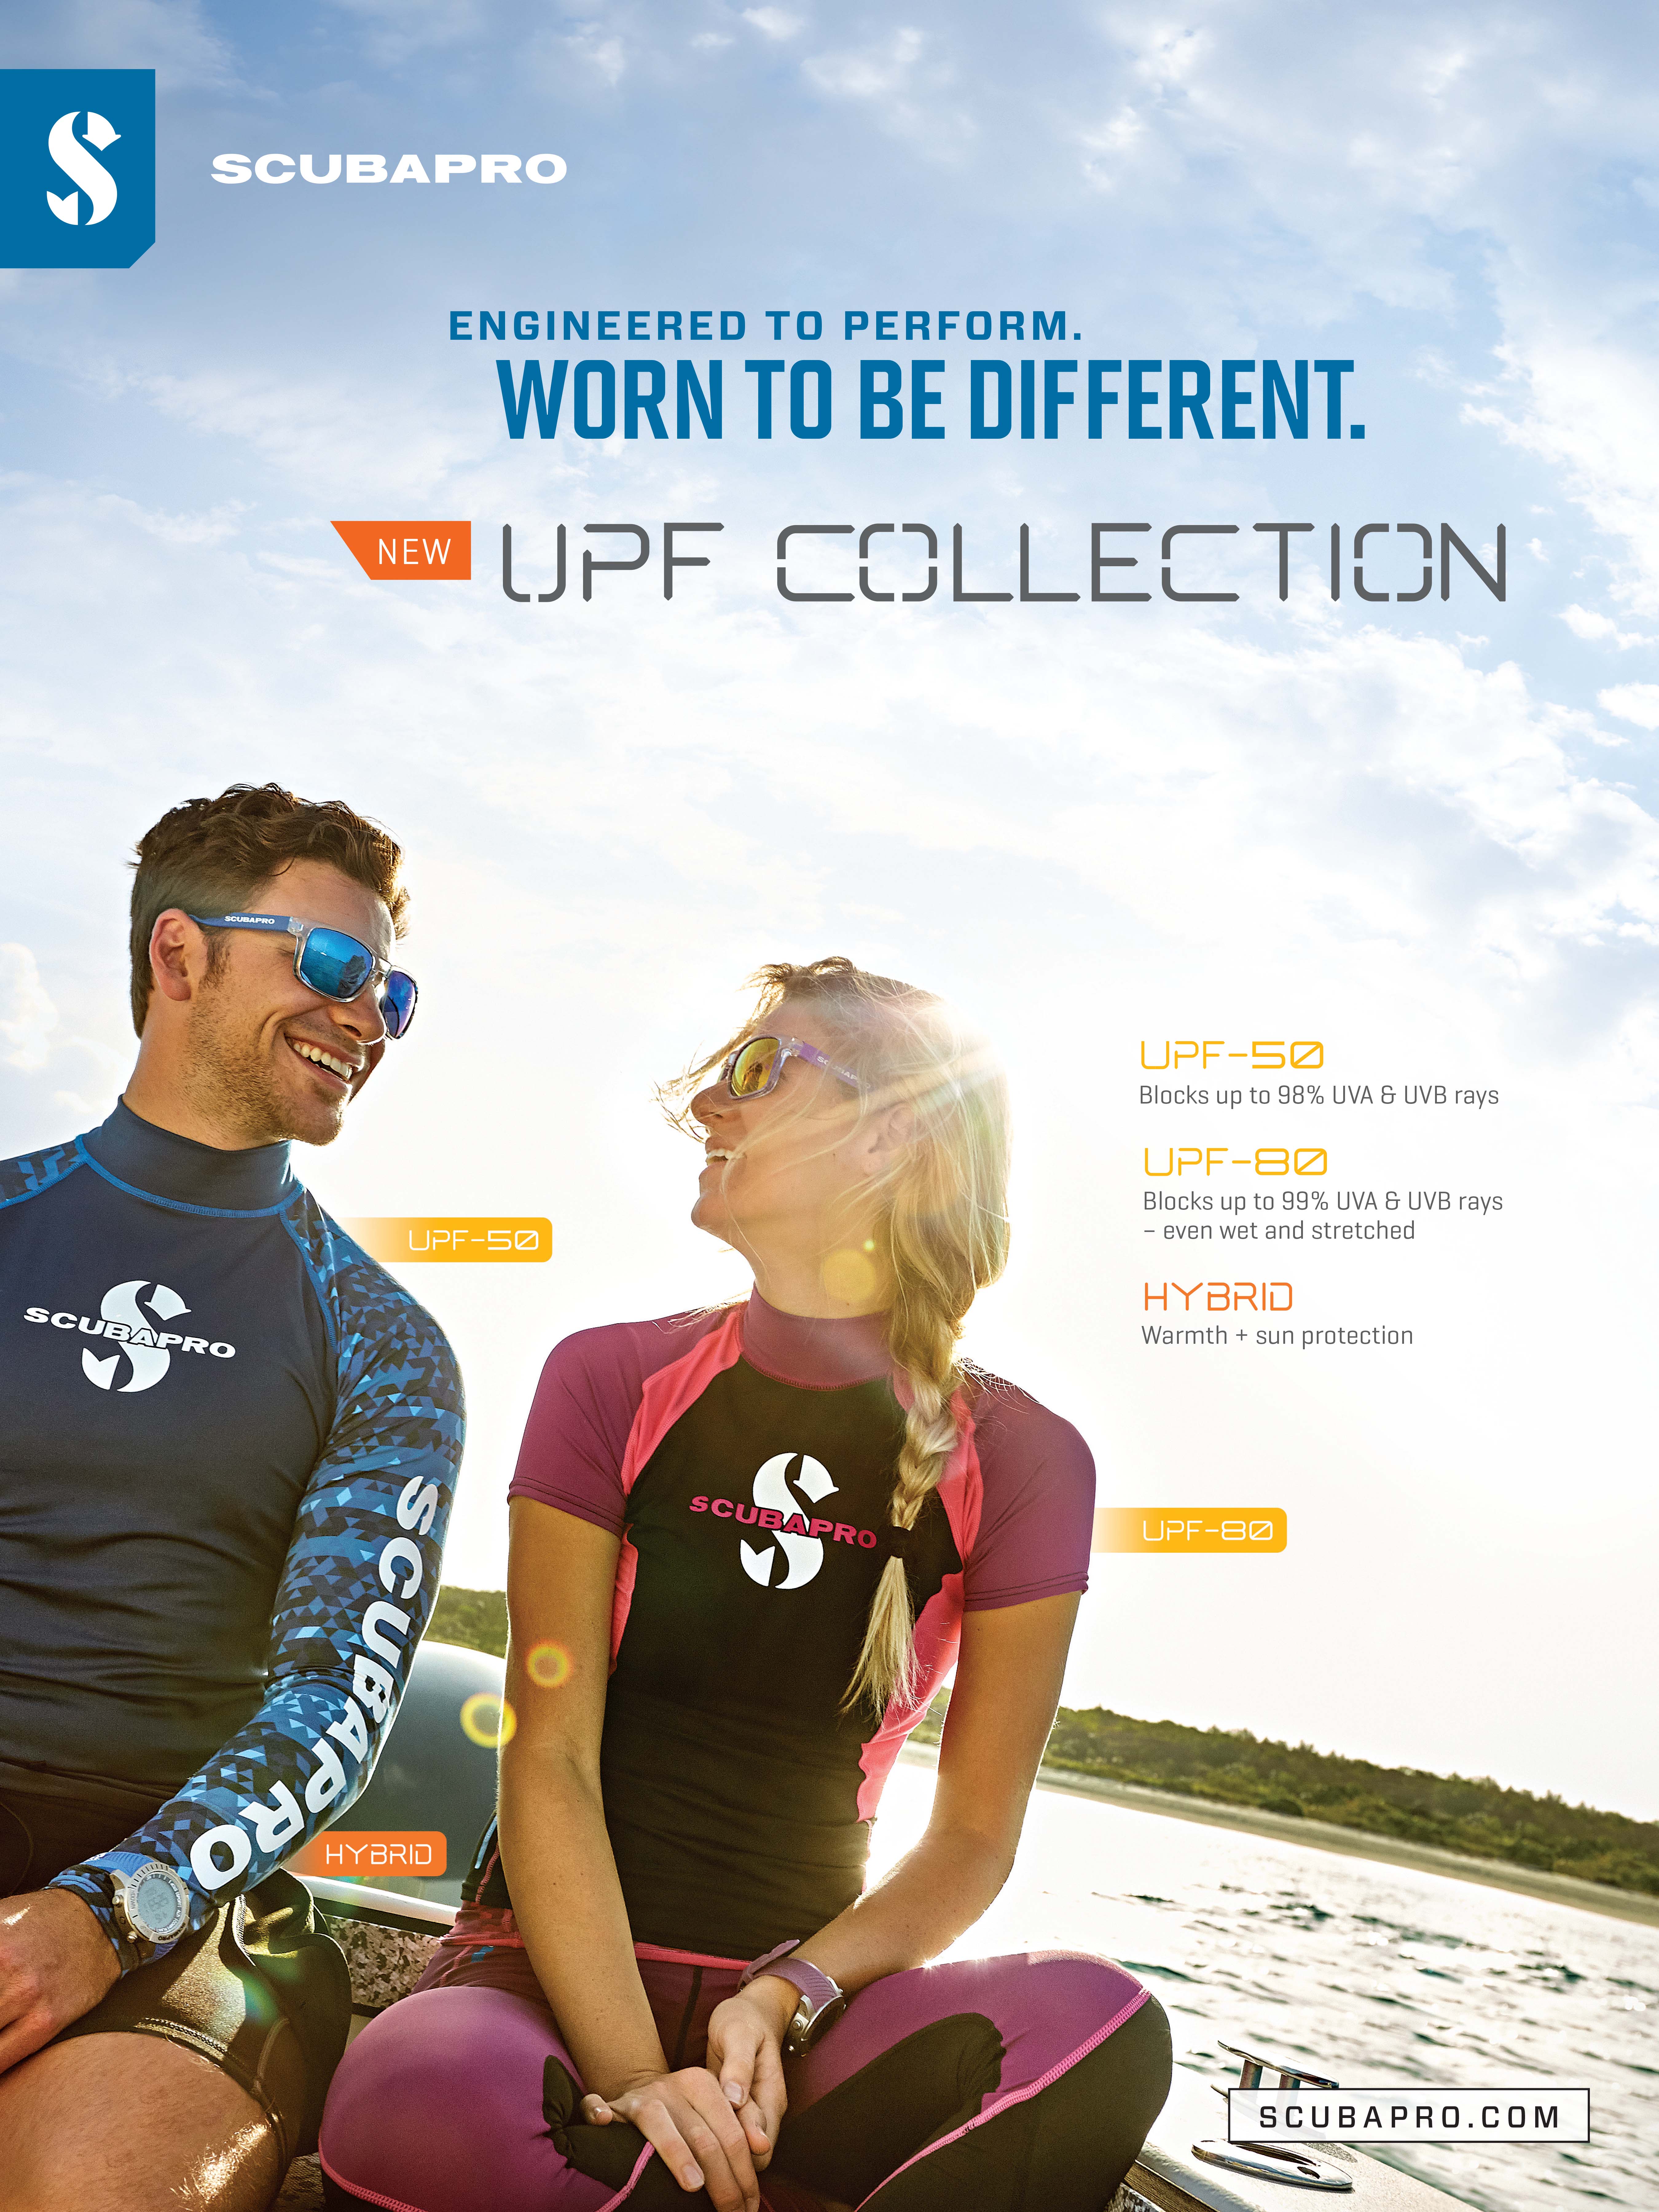 S
SCUBAPRO
ENGINEERED TO PERFORM.
WORN TO BE DIFFERENT.
NEW UPF COLLECTION
SCUBAPRO
UPF-50
Blocks up to 98% UVA & UVB rays
UPF-80
Blocks up to 99% UVA & UVB rays
– even wet and stretched
HYBRID
Warmth + sun protection
UPF-50
S
SCUBAPRO
SCUBAPRO
S
SCUBAPRO
UPF-80
HYBRID
SCUBAPRO.COM